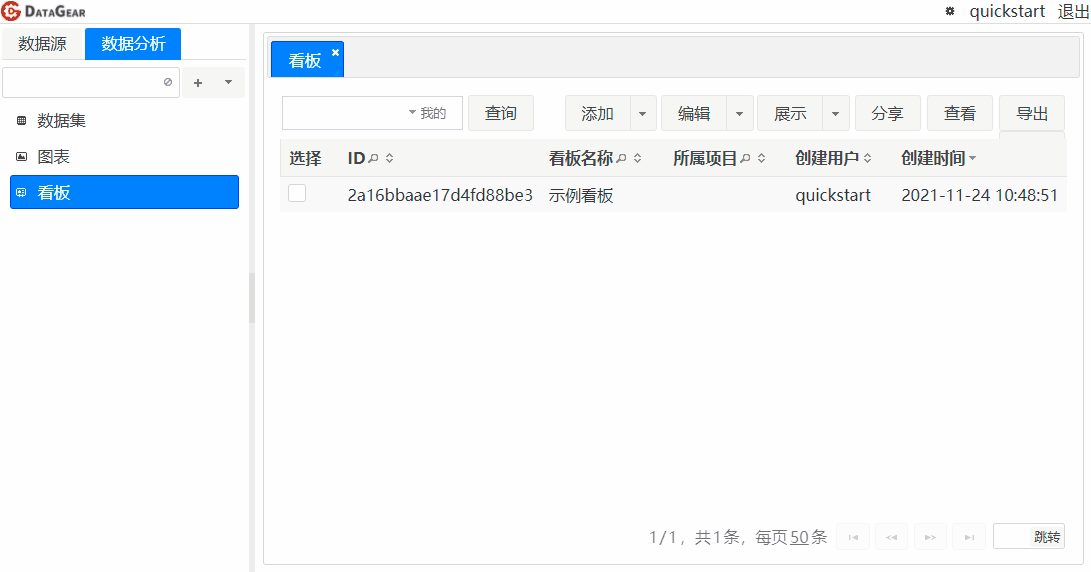 DATAGEAR
quickstart 退出
数据源 数据分析
数据集
图表
看板
看板
我的 查询 添加 编辑 展示 分享 查看 导出
选择 ID 看板名称 所属项目 创建用户 创建时间
2a16bbaae17d4fd88be3 示例看板 quickstart 2021-11-24 10:48:51
1/1，共1条，每页50条 跳转